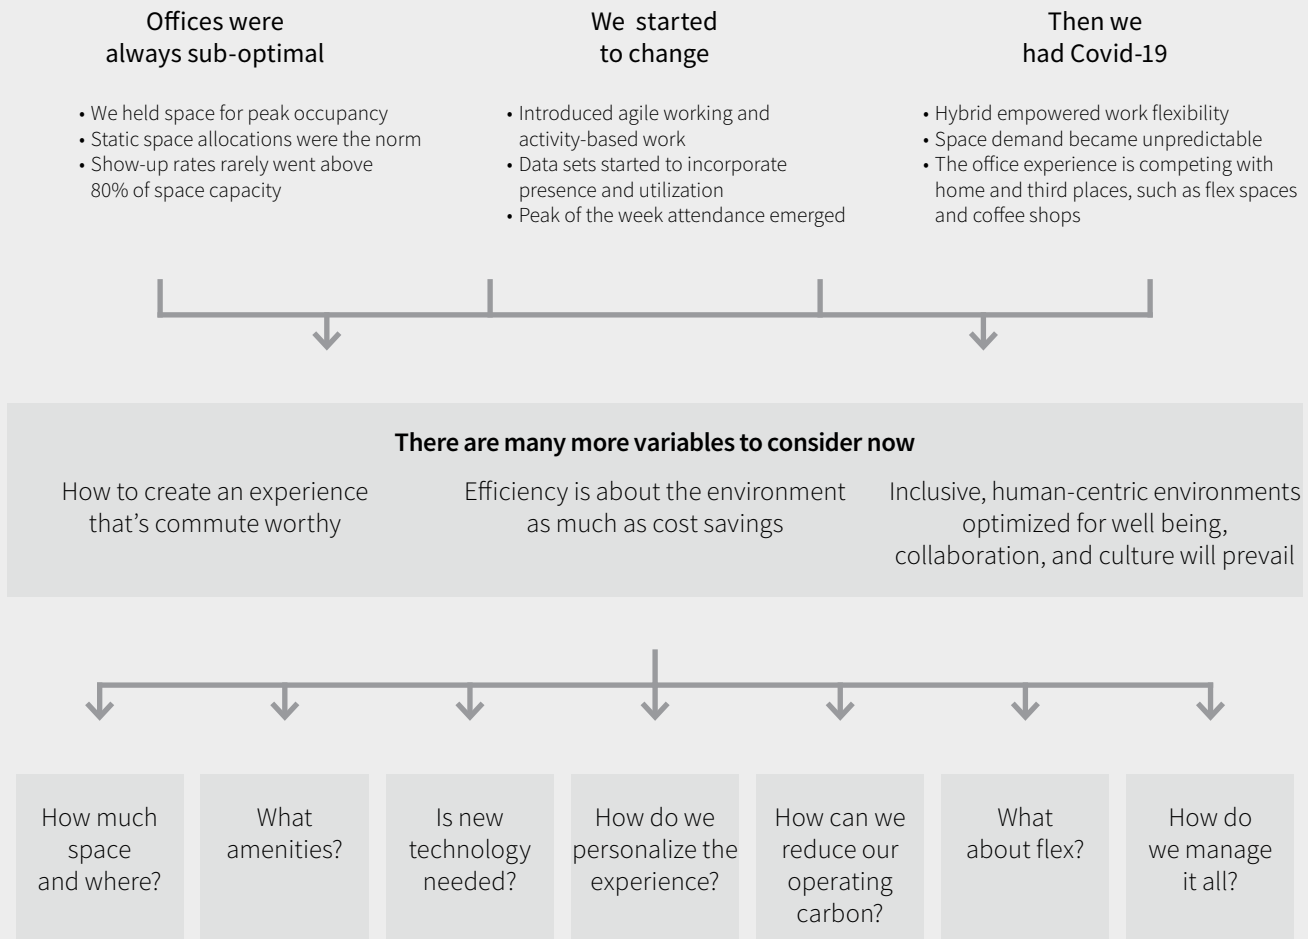 Offices were
always sub-optimal
• We held space for peak occupancy
• Static space allocations were the norm
• Show-up rates rarely went above
80% of space capacity
We started
to change
• Introduced agile working and
activity-based work
• Data sets started to incorporate
presence and utilization
• Peak of the week attendance emerged
Then we
had Covid-19
• Hybrid empowered work flexibility
• Space demand became unpredictable
• The office experience is competing with
home and third places, such as flex spaces
and coffee shops
There are many more variables to consider now
How to create an experience
that’s commute worthy
Efficiency is about the environment
as much as cost savings
Inclusive, human-centric environments
optimized for well being,
collaboration, and culture will prevail
How much
space
and where?
What
amenities?
Is new
technology
needed?
How do we
personalize the
experience?
How can we
reduce our
operating
carbon?
What
about flex?
How do
we manage
it all?